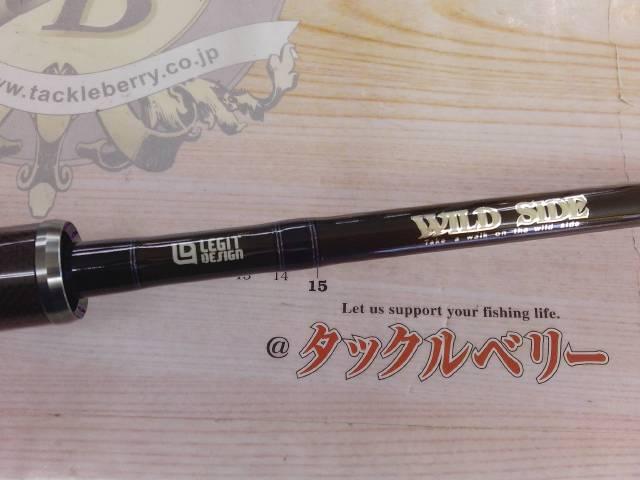 B
www.tackleberry.co.jp
WILD SIDE
Take a walk on the wild side
LEGIT
DESIGN
13 14 15
Let us support your fishing life.
@タックルベリー